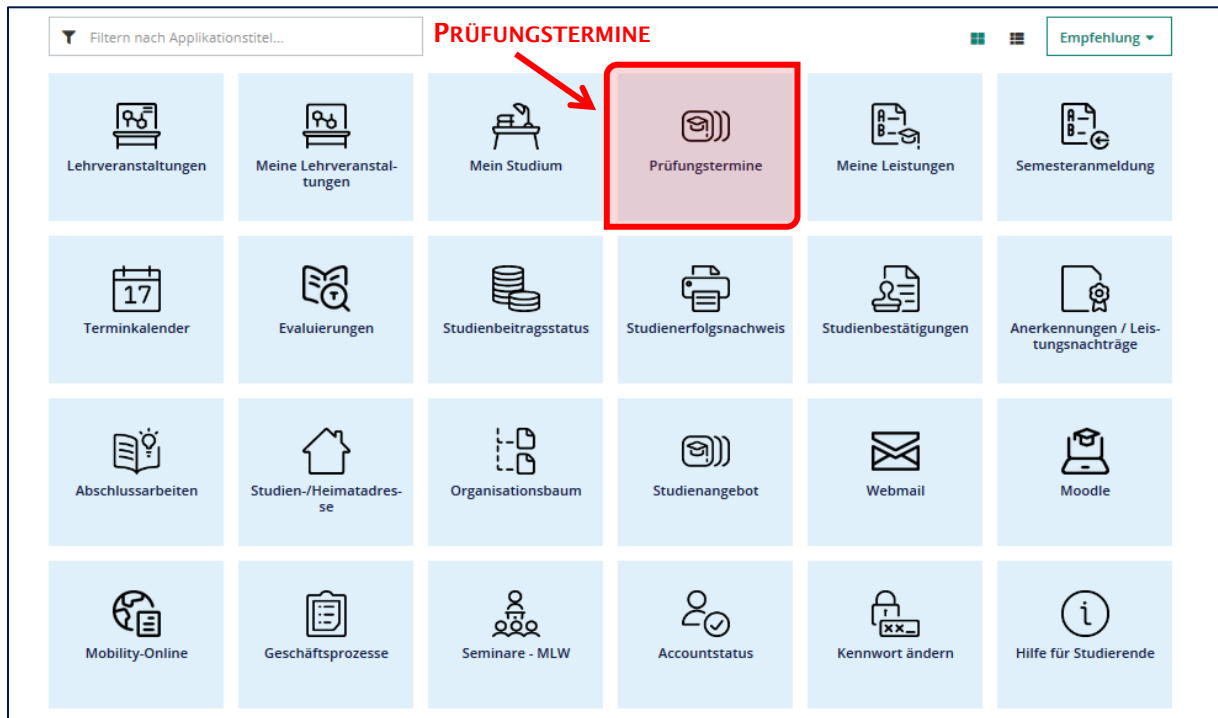 Filtern nach Applikationstitel...
PRÜFUNGSTERMINE
Empfehlung
Lehrveranstaltungen
Meine Lehrveranstal-
tungen
Mein Studium
Prüfungstermine
Meine Leistungen
Semesteranmeldung
17
Terminkalender
Evaluierungen
Studienbeitragsstatus
Studienerfolgsnachweis
Studienbestätigungen
Anerkennungen / Leis-
tungsnachträge
Abschlussarbeiten
Studien-/Heimatadres-
se
Organisationsbaum
Studienangebot
Webmail
Moodle
Mobility-Online
Geschäftsprozesse
Seminare - MLW
Accountstatus
Kennwort ändern
Hilfe für Studierende